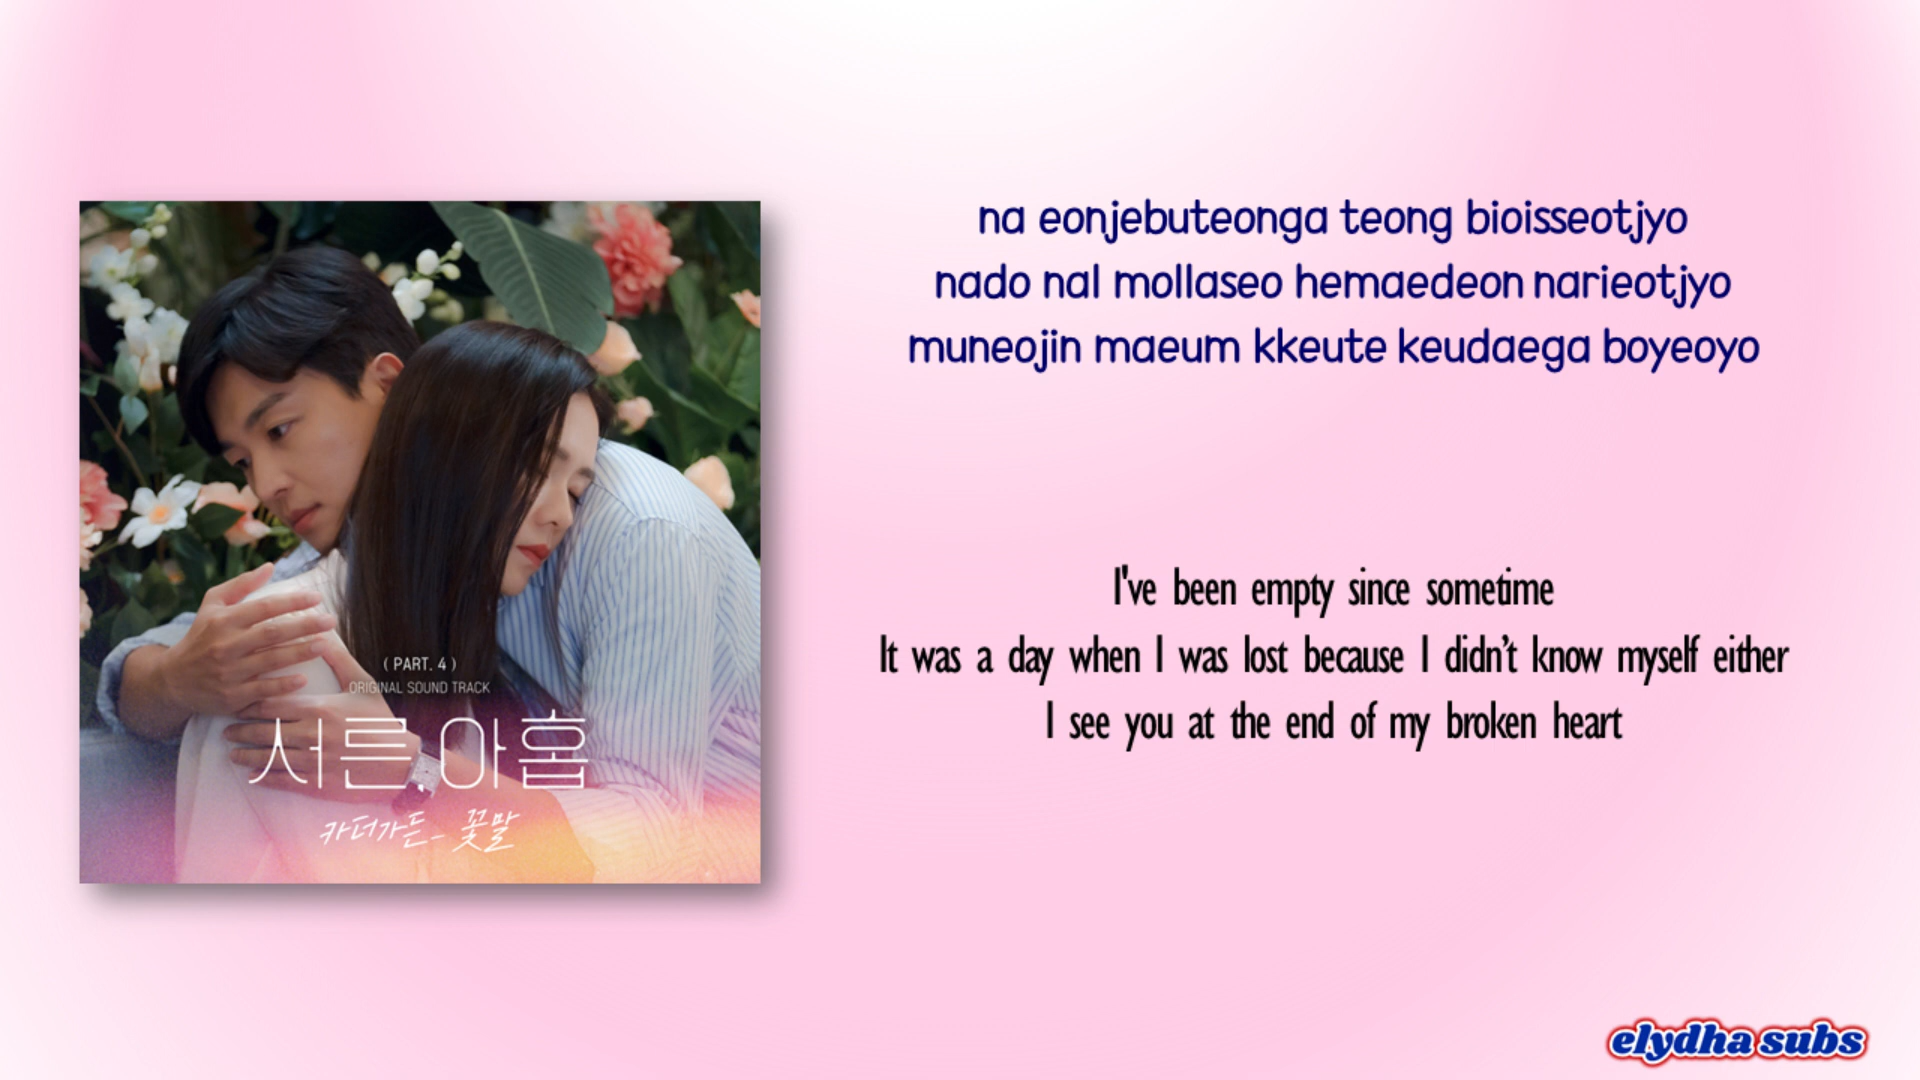 ( PART. 4 )
ORIGINAL SOUND TRACK
서른, 아홉
카더가든 - 꽃말
na eonjebuteonga teong bioisseotjyo
nado nal mollaseo hemaedeon narieotjyo
muneojin maeum kkeute keudaega boyeoyo
I've been empty since sometime
It was a day when I was lost because I didn't know myself either
I see you at the end of my broken heart
elydha subs